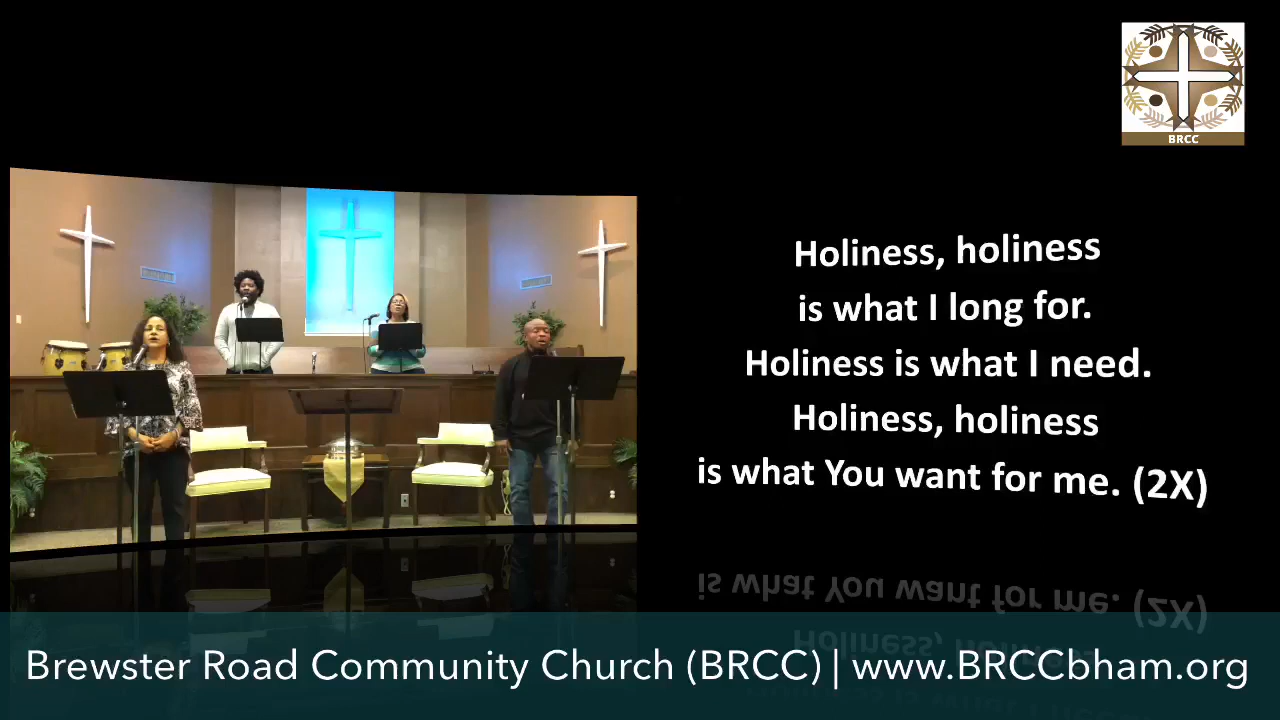 BRCC
Holiness, holiness
is what I long for.
Holiness is what I need.
Holiness, holiness
is what You want for me. (2X)
Brewster Road Community Church (BRCC) | www.BRCCbham.org